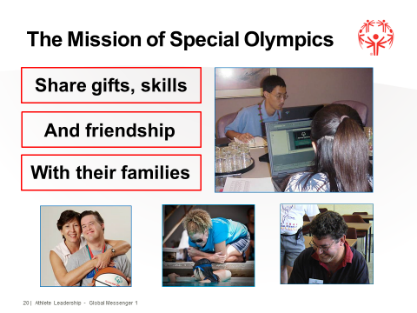 The Mission of Special Olympics
Share gifts, skills
And friendship
With their families
20 | Athlete Leadership - Global Messenger 1